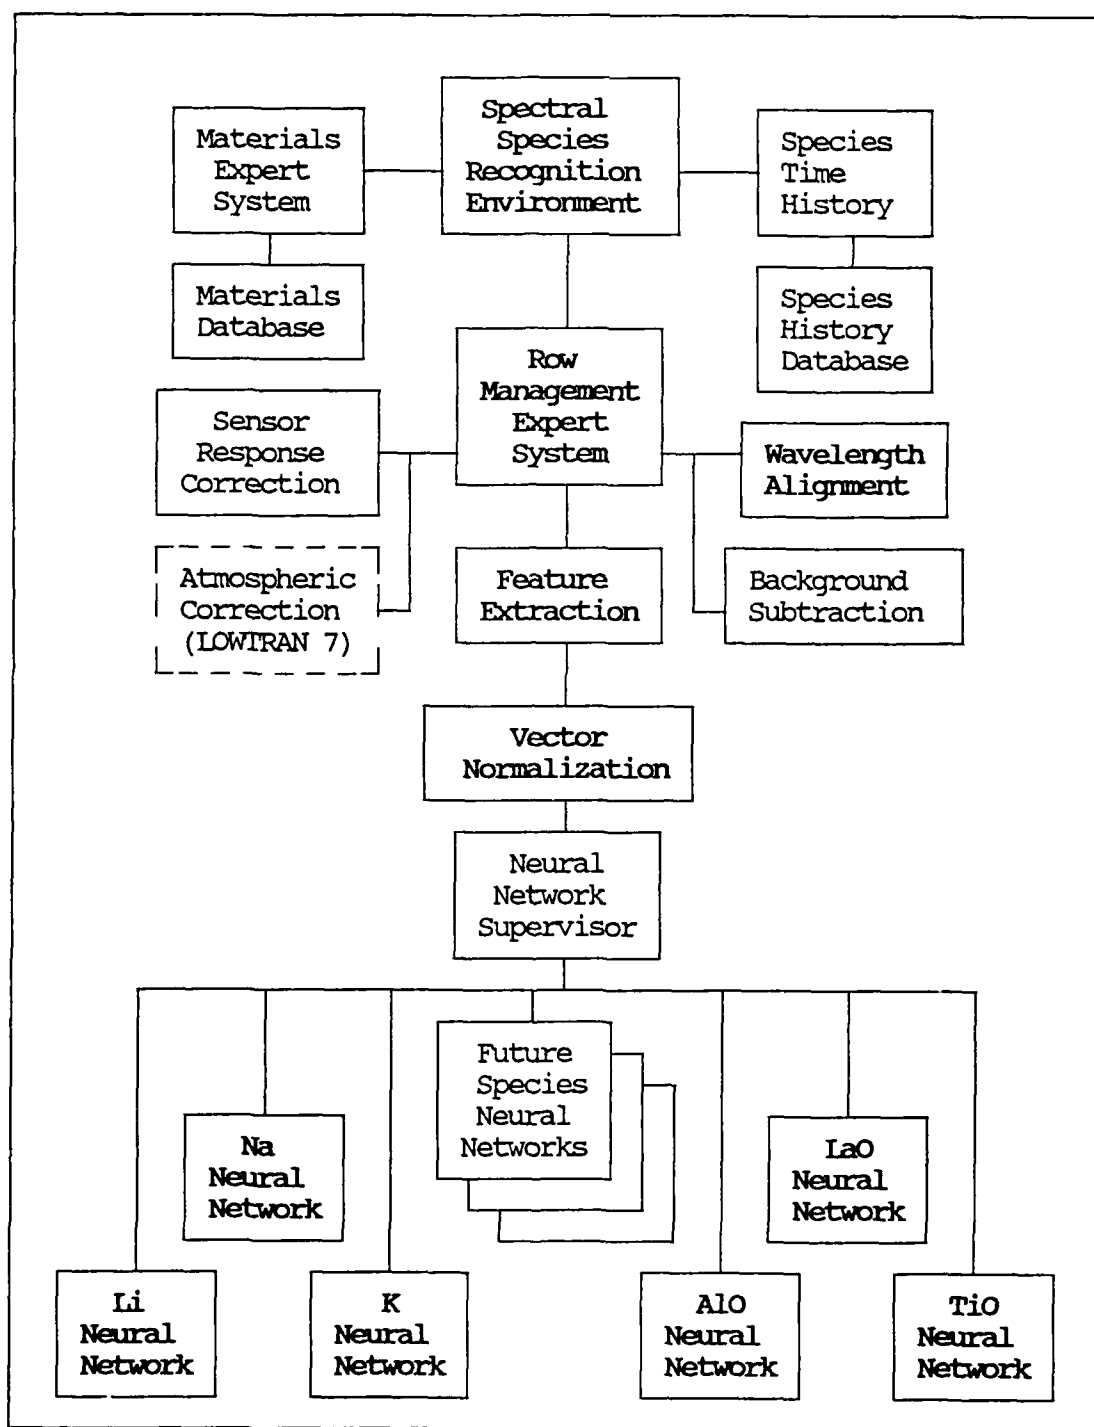 Spectral
Species
Recognition
Environment
Materials
Expert
System
Species
Time
History
Materials
Database
Species
History
Database
Row
Management
Expert
System
Sensor
Response
Correction
Wavelength
Alignment
Atmospheric
Correction
(LOWTRAN 7)
Feature
Extraction
Background
Subtraction
Vector
Normalization
Neural
Network
Supervisor
Future
Species
Neural
Networks
Na
Neural
Network
LaO
Neural
Network
Li
Neural
Network
K
Neural
Network
AlO
Neural
Network
TiO
Neural
Network